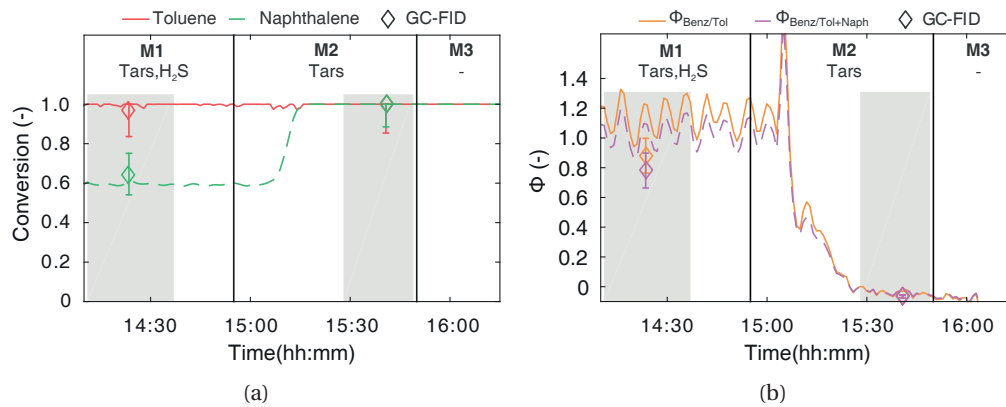 Toluene Naphthalene GC-FID
M1 M2 M3
Tars,H₂S Tars -
1.0
0.8
0.6
0.4
0.2
0
Conversion (-)
14:30 15:00 15:30 16:00
Time(hh:mm)
(a)
Φ_Benz/Tol Φ_Benz/Tol+Naph GC-FID
M1 M2 M3
Tars,H₂S Tars -
1.4
1.2
1.0
0.8
0.6
0.4
0.2
0
Φ (-)
14:30 15:00 15:30 16:00
Time(hh:mm)
(b)